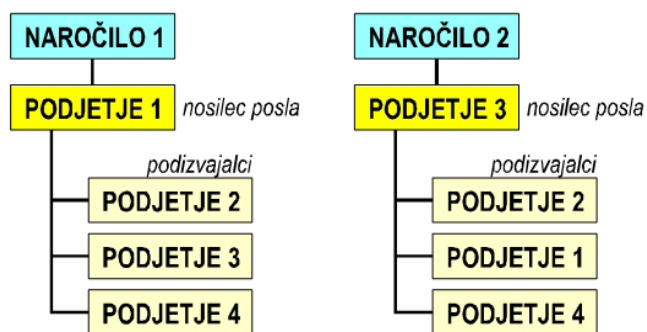 NAROČILO 1
PODJETJE 1 nosilec posla
podizvajalci
PODJETJE 2
PODJETJE 3
PODJETJE 4
NAROČILO 2
PODJETJE 3 nosilec posla
podizvajalci
PODJETJE 2
PODJETJE 1
PODJETJE 4